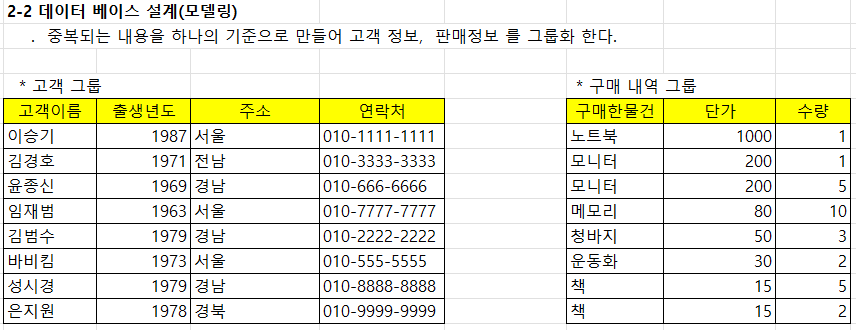 2-2 데이터 베이스 설계(모델링)
. 중복되는 내용을 하나의 기준으로 만들어 고객 정보, 판매정보 를 그룹화 한다.
* 고객 그룹 * 구매 내역 그룹
고객이름 출생년도 주소 연락처 구매한물건 단가 수량
이승기 1987 서울 010-1111-1111 노트북 1000 1
김경호 1971 전남 010-3333-3333 모니터 200 1
윤종신 1969 경남 010-666-6666 모니터 200 5
임재범 1963 서울 010-7777-7777 메모리 80 10
김범수 1979 경남 010-2222-2222 청바지 50 3
바비킴 1973 서울 010-555-5555 운동화 30 2
성시경 1979 경남 010-8888-8888 책 15 5
은지원 1978 경북 010-9999-9999 책 15 2